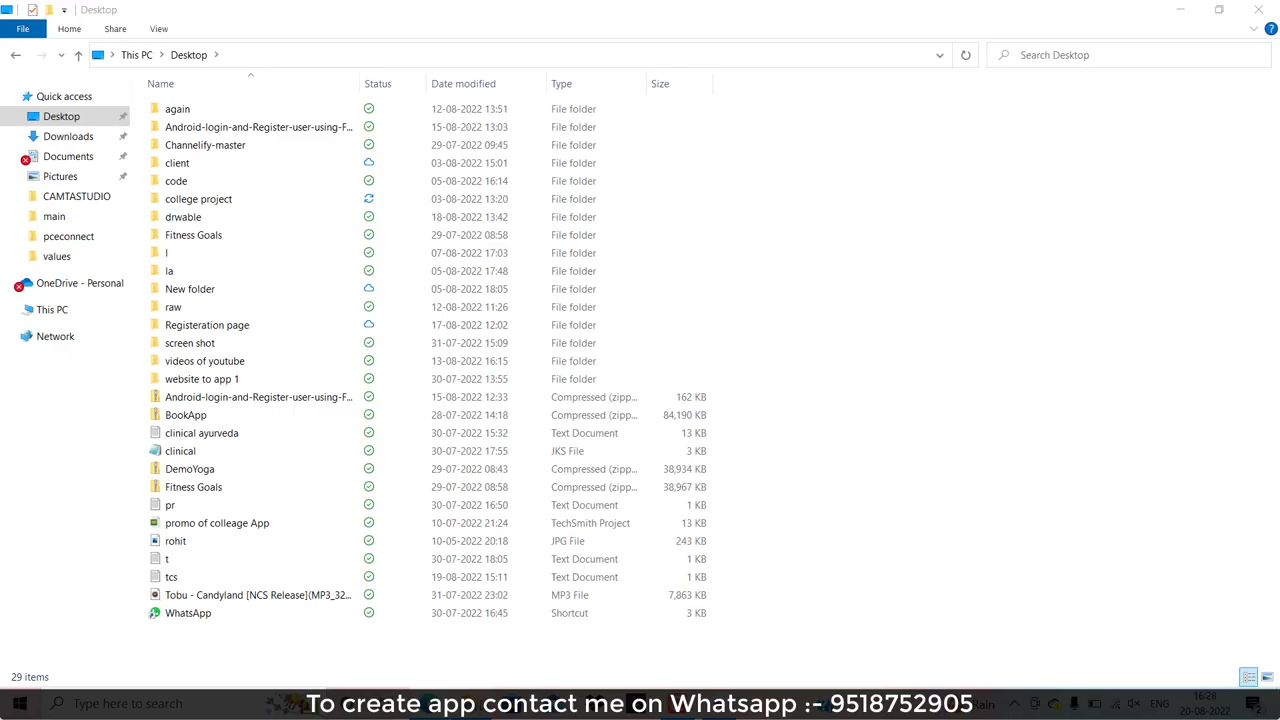 Desktop
File Home Share View
This PC Desktop Search Desktop
Name Status Date modified Type Size
Quick access
Desktop
Downloads
Documents
Pictures
CAMTASTUDIO
main
pceconnect
values
OneDrive - Personal
This PC
Network
again 12-08-2022 13:51 File folder
Android-login-and-Register-user-using-F... 15-08-2022 13:03 File folder
Channelify-master 29-07-2022 09:45 File folder
client 03-08-2022 15:01 File folder
code 05-08-2022 16:14 File folder
college project 03-08-2022 13:20 File folder
drwable 18-08-2022 13:42 File folder
Fitness Goals 29-07-2022 08:58 File folder
l 07-08-2022 17:03 File folder
la 05-08-2022 17:48 File folder
New folder 05-08-2022 18:05 File folder
raw 12-08-2022 11:26 File folder
Registeration page 17-08-2022 12:02 File folder
screen shot 31-07-2022 15:09 File folder
videos of youtube 13-08-2022 16:15 File folder
website to app 1 30-07-2022 13:55 File folder
Android-login-and-Register-user-using-F... 15-08-2022 12:33 Compressed (zipp... 162 KB
BookApp 28-07-2022 14:18 Compressed (zipp... 84,190 KB
clinical ayurveda 30-07-2022 15:32 Text Document 13 KB
clinical 30-07-2022 17:55 JKS File 3 KB
DemoYoga 29-07-2022 08:43 Compressed (zipp... 38,934 KB
Fitness Goals 29-07-2022 08:58 Compressed (zipp... 38,967 KB
pr 30-07-2022 16:50 Text Document 1 KB
promo of colleage App 10-07-2022 21:24 TechSmith Project 13 KB
rohit 10-05-2022 20:18 JPG File 243 KB
t 30-07-2022 18:05 Text Document 1 KB
tcs 19-08-2022 15:11 Text Document 1 KB
Tobu - Candyland [NCS Release](MP3_32... 31-07-2022 23:02 MP3 File 7,863 KB
WhatsApp 30-07-2022 16:45 Shortcut 3 KB
29 items
Type here to search
To create app contact me on Whatsapp :- 9518752905
Rain ENG 16:28
20-08-2022